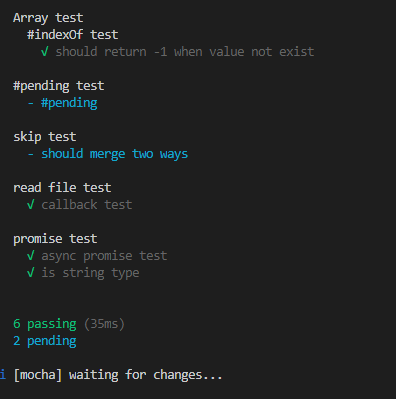 Array test
#indexOf test
√ should return -1 when value not exist
#pending test
- #pending
skip test
- should merge two ways
read file test
√ callback test
promise test
√ async promise test
√ is string type
6 passing (35ms)
2 pending
i [mocha] waiting for changes...